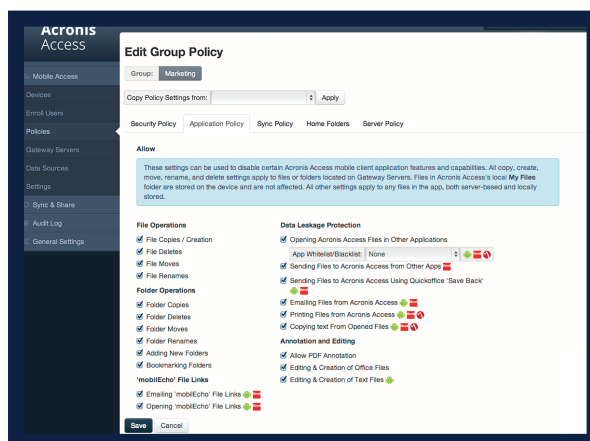 Acronis
Access
Mobile Access
Devices
Enroll Users
Policies
Gateway Servers
Data Sources
Settings
Sync & Share
Audit Log
General Settings
Edit Group Policy
Group: Marketing
Copy Policy Settings from: Apply
Security Policy Application Policy Sync Policy Home Folders Server Policy
Allow
These settings can be used to disable certain Acronis Access mobile client application features and capabilities. All copy, create,
move, rename, and delete settings apply to files or folders located on Gateway Servers. Files in Acronis Access's local My Files
folder are stored on the device and are not affected. All other settings apply to any files in the app, both server-based and locally
stored.
File Operations
File Copies / Creation
File Deletes
File Moves
File Renames
Folder Operations
Folder Copies
Folder Deletes
Folder Moves
Folder Renames
Adding New Folders
Bookmarking Folders
'mobilEcho' File Links
Emailing 'mobilEcho' File Links
Opening 'mobilEcho' File Links
Data Leakage Protection
Opening Acronis Access Files in Other Applications
App Whitelist/Blacklist: None
Sending Files to Acronis Access from Other Apps
Sending Files to Acronis Access Using Quickoffice 'Save Back'
Emailing Files from Acronis Access
Printing Files from Acronis Access
Copying text From Opened Files
Annotation and Editing
Allow PDF Annotation
Editing & Creation of Office Files
Editing & Creation of Text Files
Save Cancel